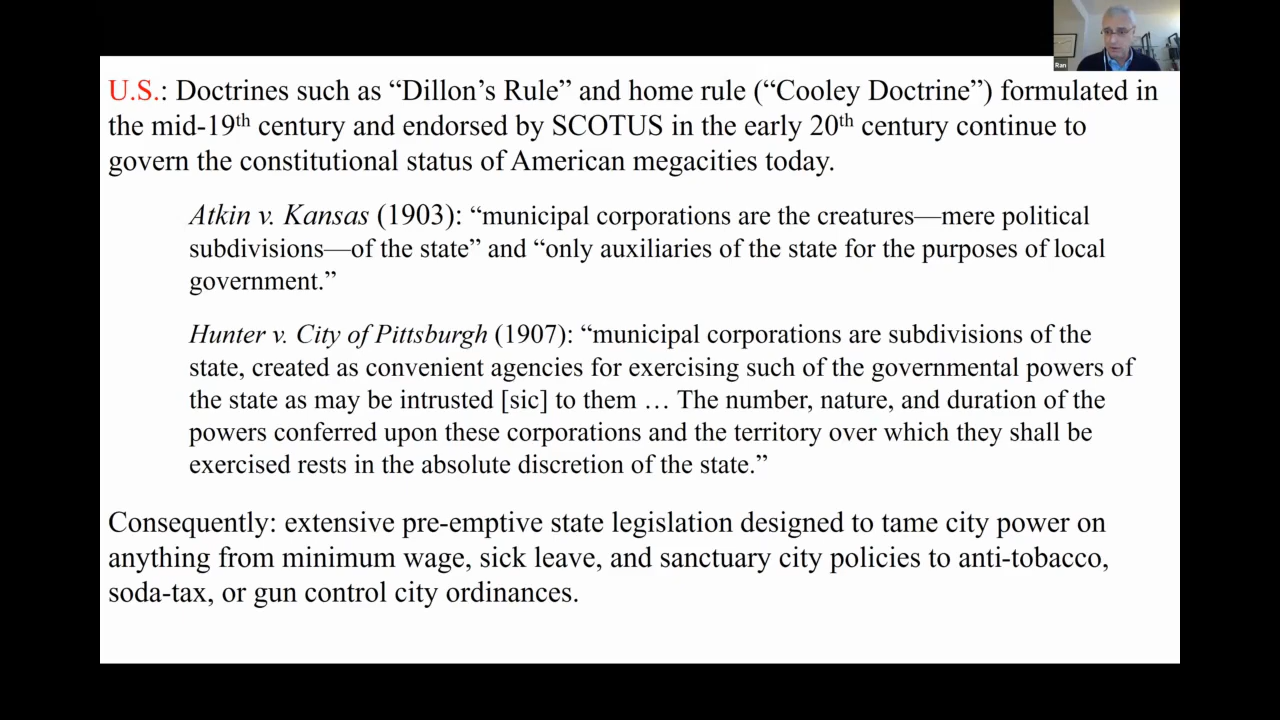 Ran
U.S.: Doctrines such as “Dillon’s Rule” and home rule (“Cooley Doctrine”) formulated in
the mid-19th century and endorsed by SCOTUS in the early 20th century continue to
govern the constitutional status of American megacities today.
Atkin v. Kansas (1903): “municipal corporations are the creatures—mere political
subdivisions—of the state” and “only auxiliaries of the state for the purposes of local
government.”
Hunter v. City of Pittsburgh (1907): “municipal corporations are subdivisions of the
state, created as convenient agencies for exercising such of the governmental powers of
the state as may be intrusted [sic] to them … The number, nature, and duration of the
powers conferred upon these corporations and the territory over which they shall be
exercised rests in the absolute discretion of the state.”
Consequently: extensive pre-emptive state legislation designed to tame city power on
anything from minimum wage, sick leave, and sanctuary city policies to anti-tobacco,
soda-tax, or gun control city ordinances.